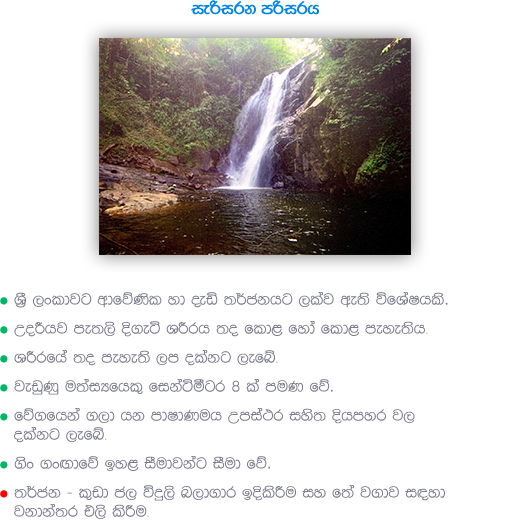 සැරිසරන පරිසරය
ශ්‍රී ලංකාවට ආවේණික හා දැඩි තර්ජනයට ලක්ව ඇති විශේෂයකි.
උදරීයව පැතලි දිගැටි ශරීරය තද කොළ හෝ කොළ පැහැතිය.
ශරීරයේ තද පැහැති ලප දක්නට ලැබේ.
වැඩුණු මත්ස්‍යයෙකු සෙන්ටිමීටර 8 ක් පමණ වේ.
වේගයෙන් ගලා යන පාෂාණමය උපස්ථර සහිත දියපහර වල
දක්නට ලැබේ.
ගිං ගංඟාවේ ඉහළ සීමාවන්ට සීමා වේ.
තර්ජන - කුඩා ජල විදුලි බලාගාර ඉදිකිරීම සහ තේ වගාව සඳහා
වනාන්තර එලි කිරීම.